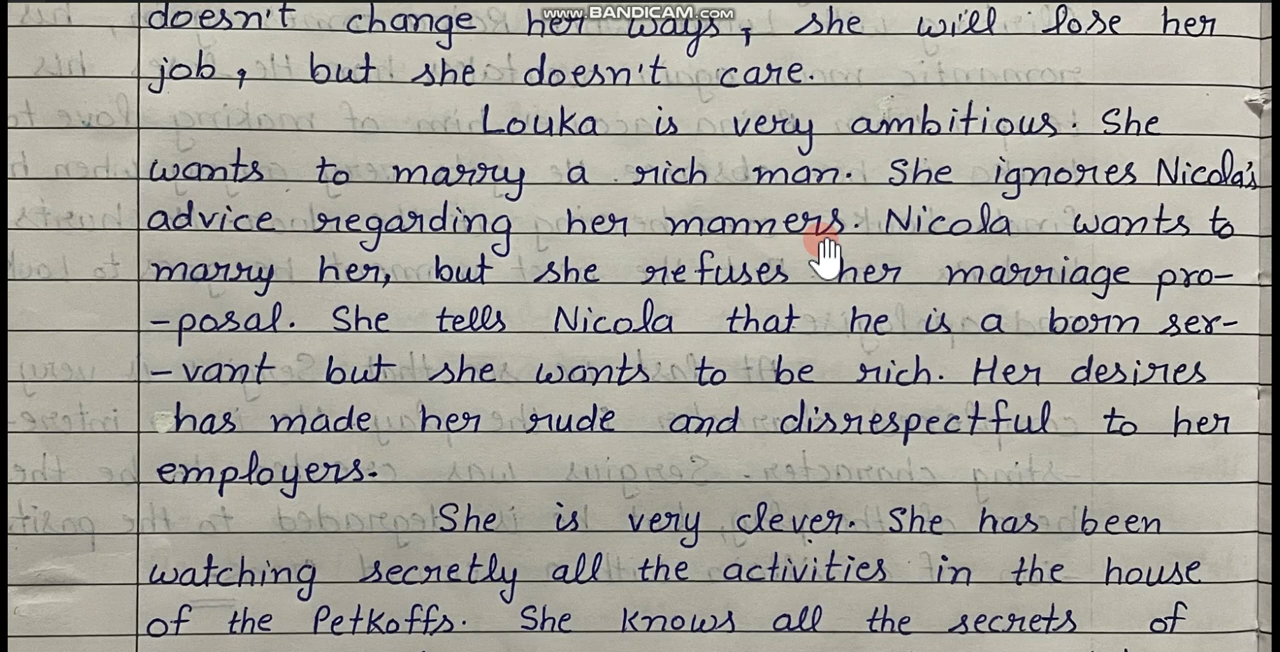 www.BANDICAM.com
doesn't change her ways, she will lose her
job, but she doesn't care.
Louka is very ambitious. She
wants to marry a rich man. She ignores Nicola's
advice regarding her manners. Nicola wants to
marry her, but she refuses her marriage pro-
-posal. She tells Nicola that he is a born ser-
-vant but she wants to be rich. Her desires
has made her rude and disrespectful to her
employers.
She is very clever. She has been
watching secretly all the activities in the house
of the Petkoffs. She knows all the secrets of